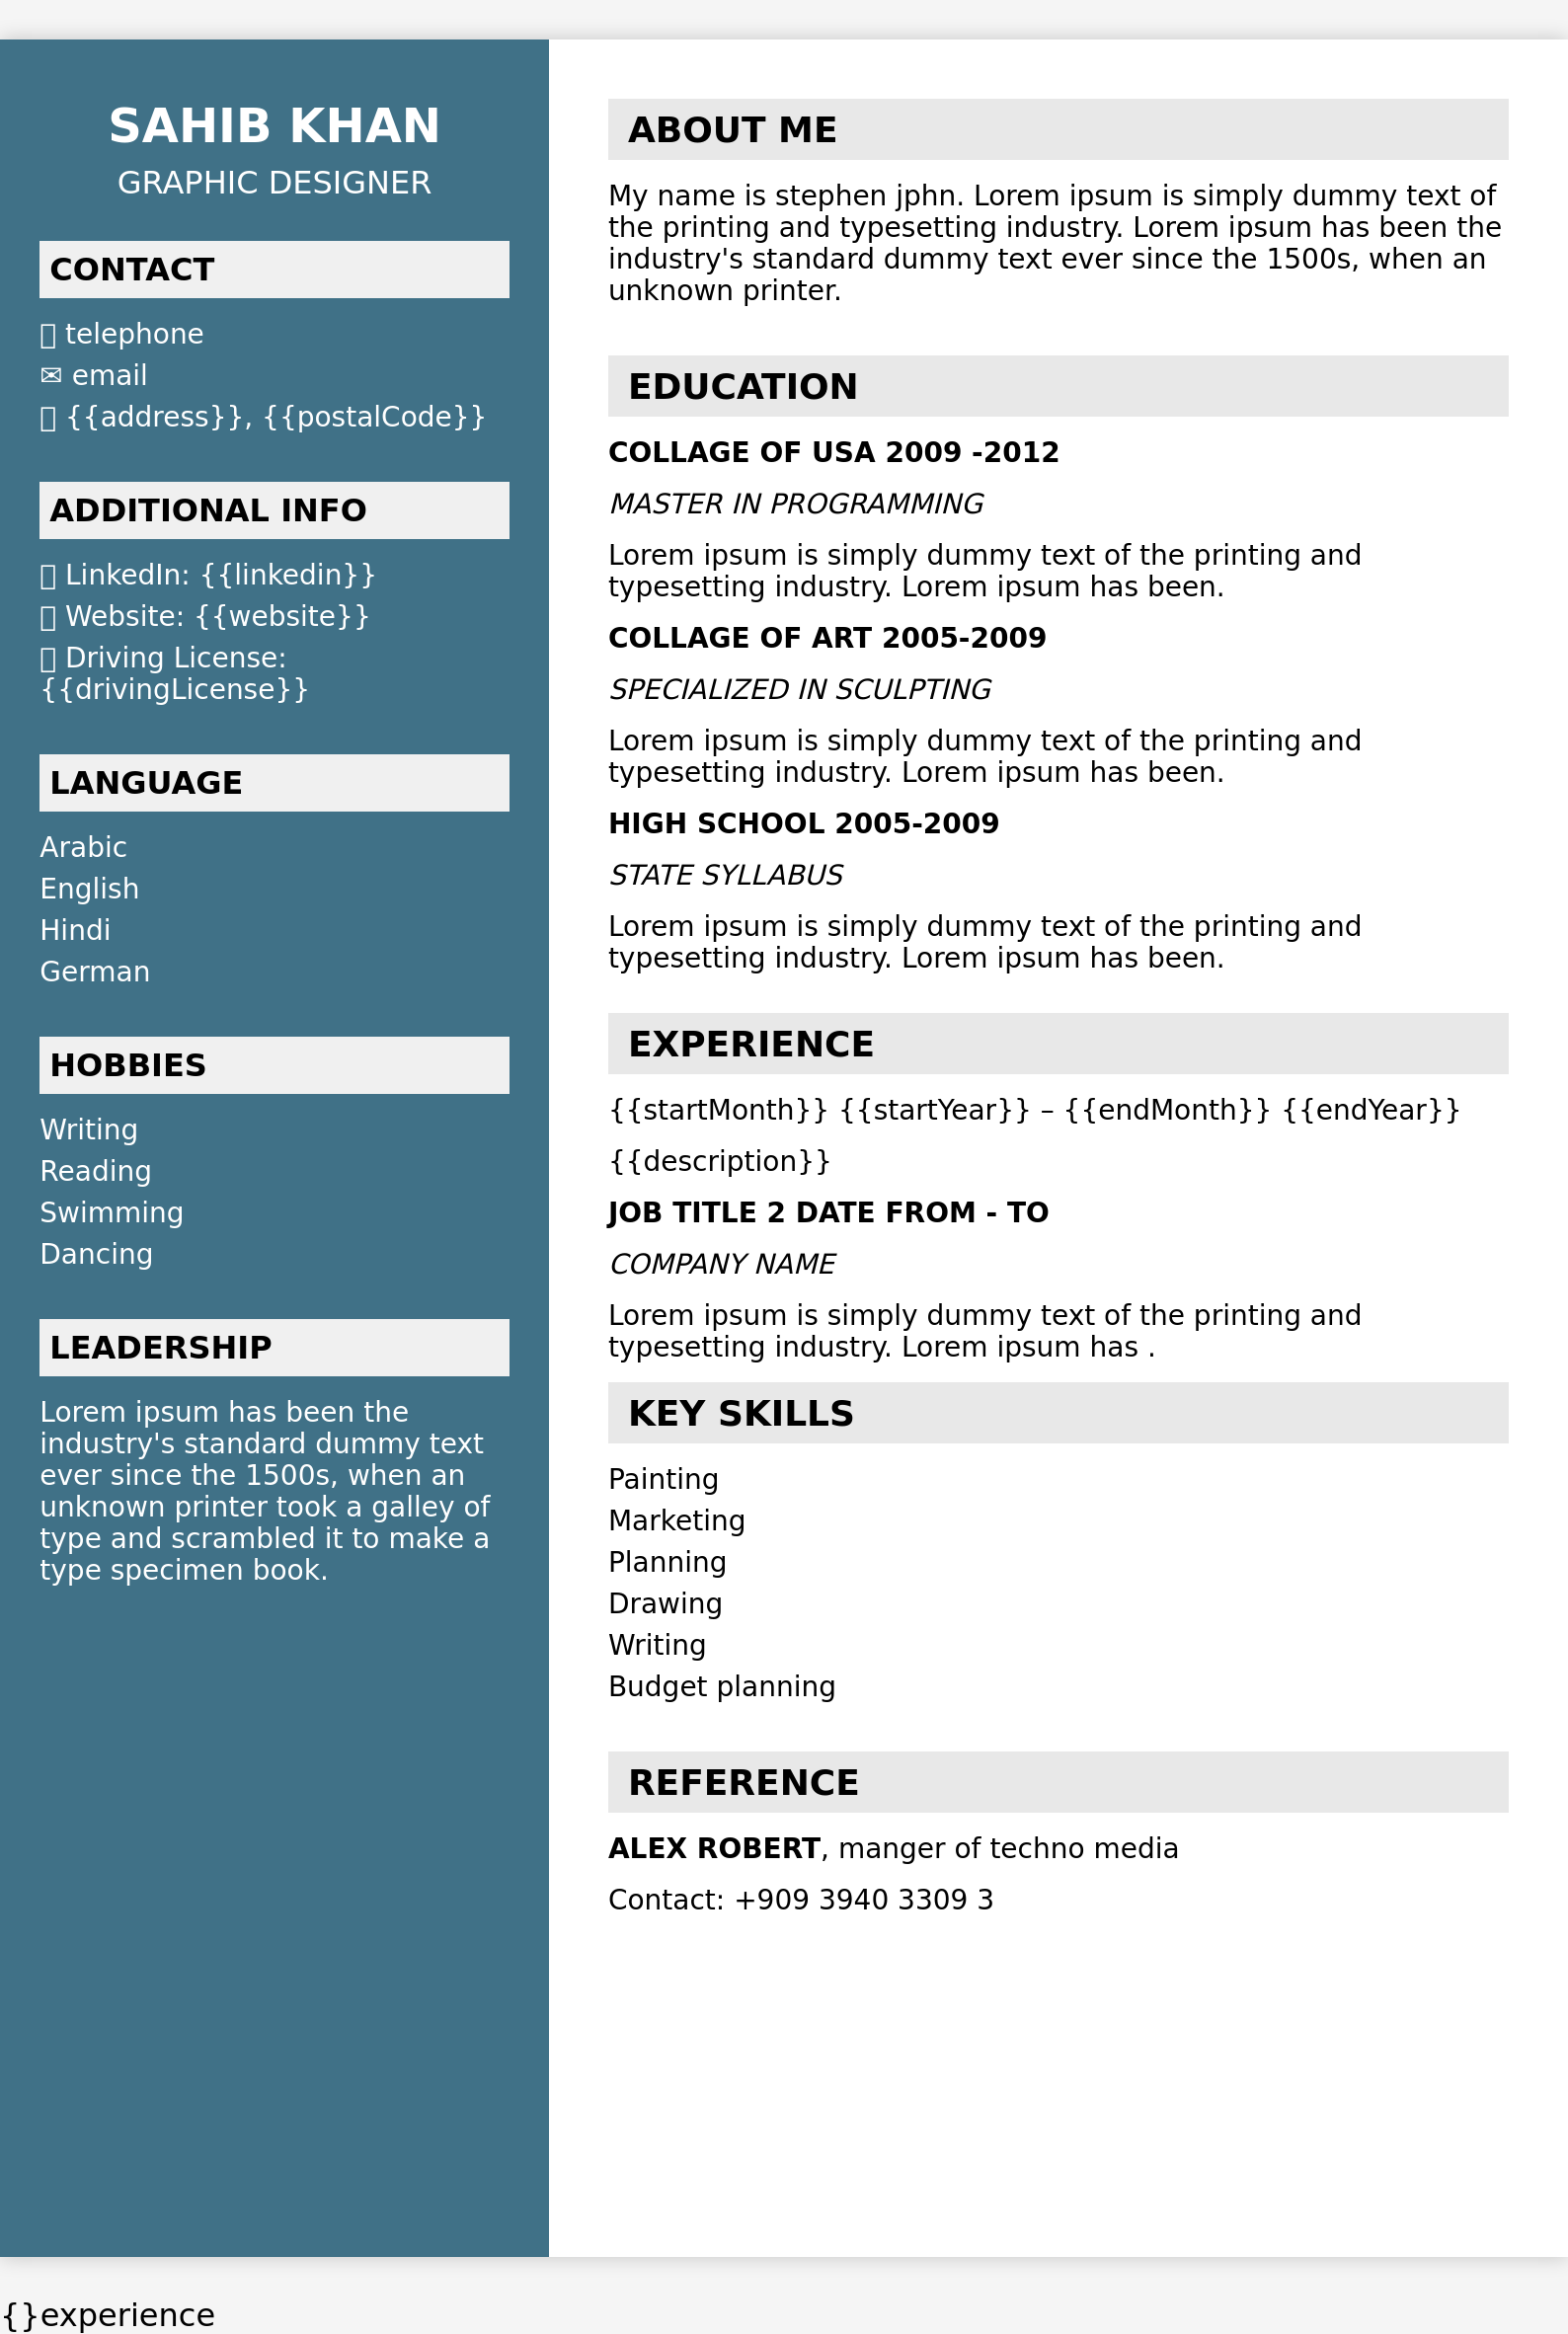 SAHIB KHAN
GRAPHIC DESIGNER
CONTACT
telephone
✉ email
{{address}}, {{postalCode}}
ADDITIONAL INFO
LinkedIn: {{linkedin}}
Website: {{website}}
Driving License:
{{drivingLicense}}
LANGUAGE
Arabic
English
Hindi
German
HOBBIES
Writing
Reading
Swimming
Dancing
LEADERSHIP
Lorem ipsum has been the
industry's standard dummy text
ever since the 1500s, when an
unknown printer took a galley of
type and scrambled it to make a
type specimen book.
ABOUT ME
My name is stephen jphn. Lorem ipsum is simply dummy text of
the printing and typesetting industry. Lorem ipsum has been the
industry's standard dummy text ever since the 1500s, when an
unknown printer.
EDUCATION
COLLAGE OF USA 2009 -2012
MASTER IN PROGRAMMING
Lorem ipsum is simply dummy text of the printing and
typesetting industry. Lorem ipsum has been.
COLLAGE OF ART 2005-2009
SPECIALIZED IN SCULPTING
Lorem ipsum is simply dummy text of the printing and
typesetting industry. Lorem ipsum has been.
HIGH SCHOOL 2005-2009
STATE SYLLABUS
Lorem ipsum is simply dummy text of the printing and
typesetting industry. Lorem ipsum has been.
EXPERIENCE
{{startMonth}} {{startYear}} – {{endMonth}} {{endYear}}
{{description}}
JOB TITLE 2 DATE FROM - TO
COMPANY NAME
Lorem ipsum is simply dummy text of the printing and
typesetting industry. Lorem ipsum has .
KEY SKILLS
Painting
Marketing
Planning
Drawing
Writing
Budget planning
REFERENCE
ALEX ROBERT, manger of techno media
Contact: +909 3940 3309 3
{}experience